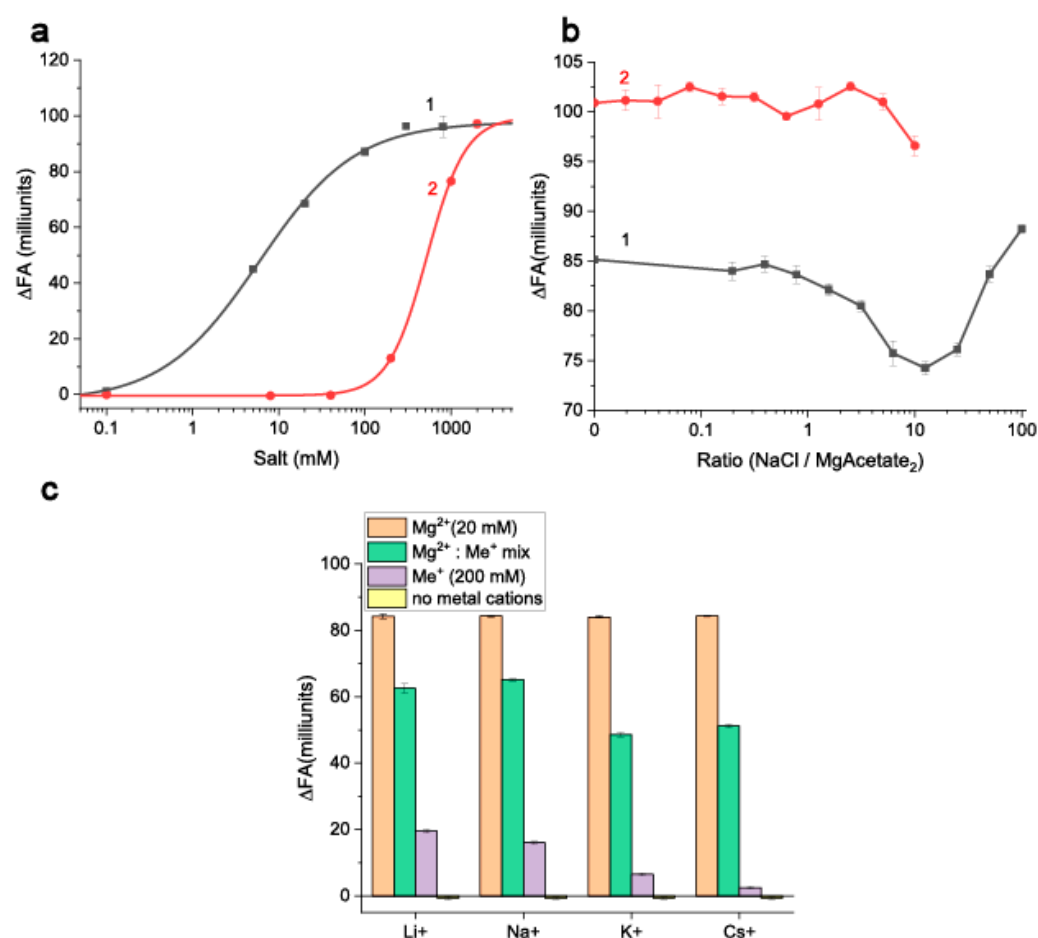 a
120
100
80
60
40
20
0
ΔFA (milliunits)
1
2
0.1
1
10
100
1000
Salt (mM)
b
105
100
95
90
85
80
75
70
ΔFA(milliunits)
2
1
0
0.1
1
10
100
Ratio (NaCl / MgAcetate₂)
c
Mg²⁺(20 mM)
Mg²⁺ : Me⁺ mix
Me⁺ (200 mM)
no metal cations
100
80
60
40
20
0
ΔFA(milliunits)
Li+
Na+
K+
Cs+